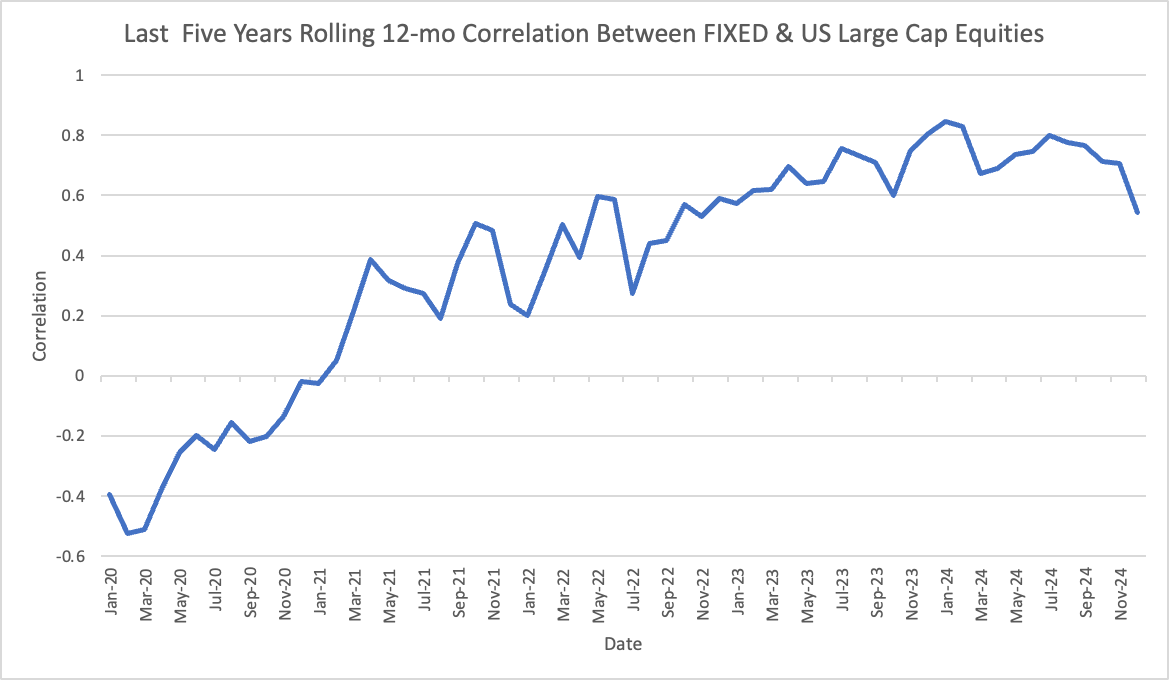 Last  Five Years Rolling 12-mo Correlation Between FIXED & US Large Cap Equities
1
0.8
0.6
0.4
0.2
0
-0.2
-0.4
-0.6
Correlation
Jan-20
Mar-20
May-20
Jul-20
Sep-20
Nov-20
Jan-21
Mar-21
May-21
Jul-21
Sep-21
Nov-21
Jan-22
Mar-22
May-22
Jul-22
Sep-22
Nov-22
Jan-23
Mar-23
May-23
Jul-23
Sep-23
Nov-23
Jan-24
Mar-24
May-24
Jul-24
Sep-24
Nov-24
Date